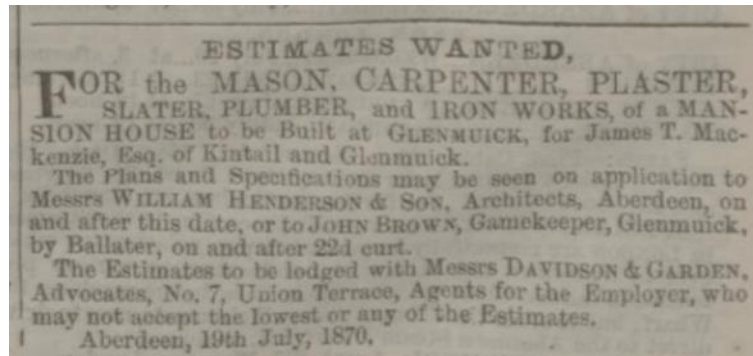 ESTIMATES WANTED,
FOR the MASON, CARPENTER, PLASTER,
SLATER, PLUMBER, and IRON WORKS, of a MAN-
SION HOUSE to be Built at GLENMUICK, for James T. Mac-
kenzie, Esq. of Kintail and Glenmuick.
The Plans and Specifications may be seen on application to
Messrs WILLIAM HENDERSON & SON, Architects, Aberdeen, on
and after this date, or to JOHN BROWN, Gamekeeper, Glenmuick,
by Ballater, on and after 22d curt.
The Estimates to be lodged with Messrs DAVIDSON & GARDEN,
Advocates, No. 7, Union Terrace, Agents for the Employer, who
may not accept the lowest or any of the Estimates.
Aberdeen, 19th July, 1870.